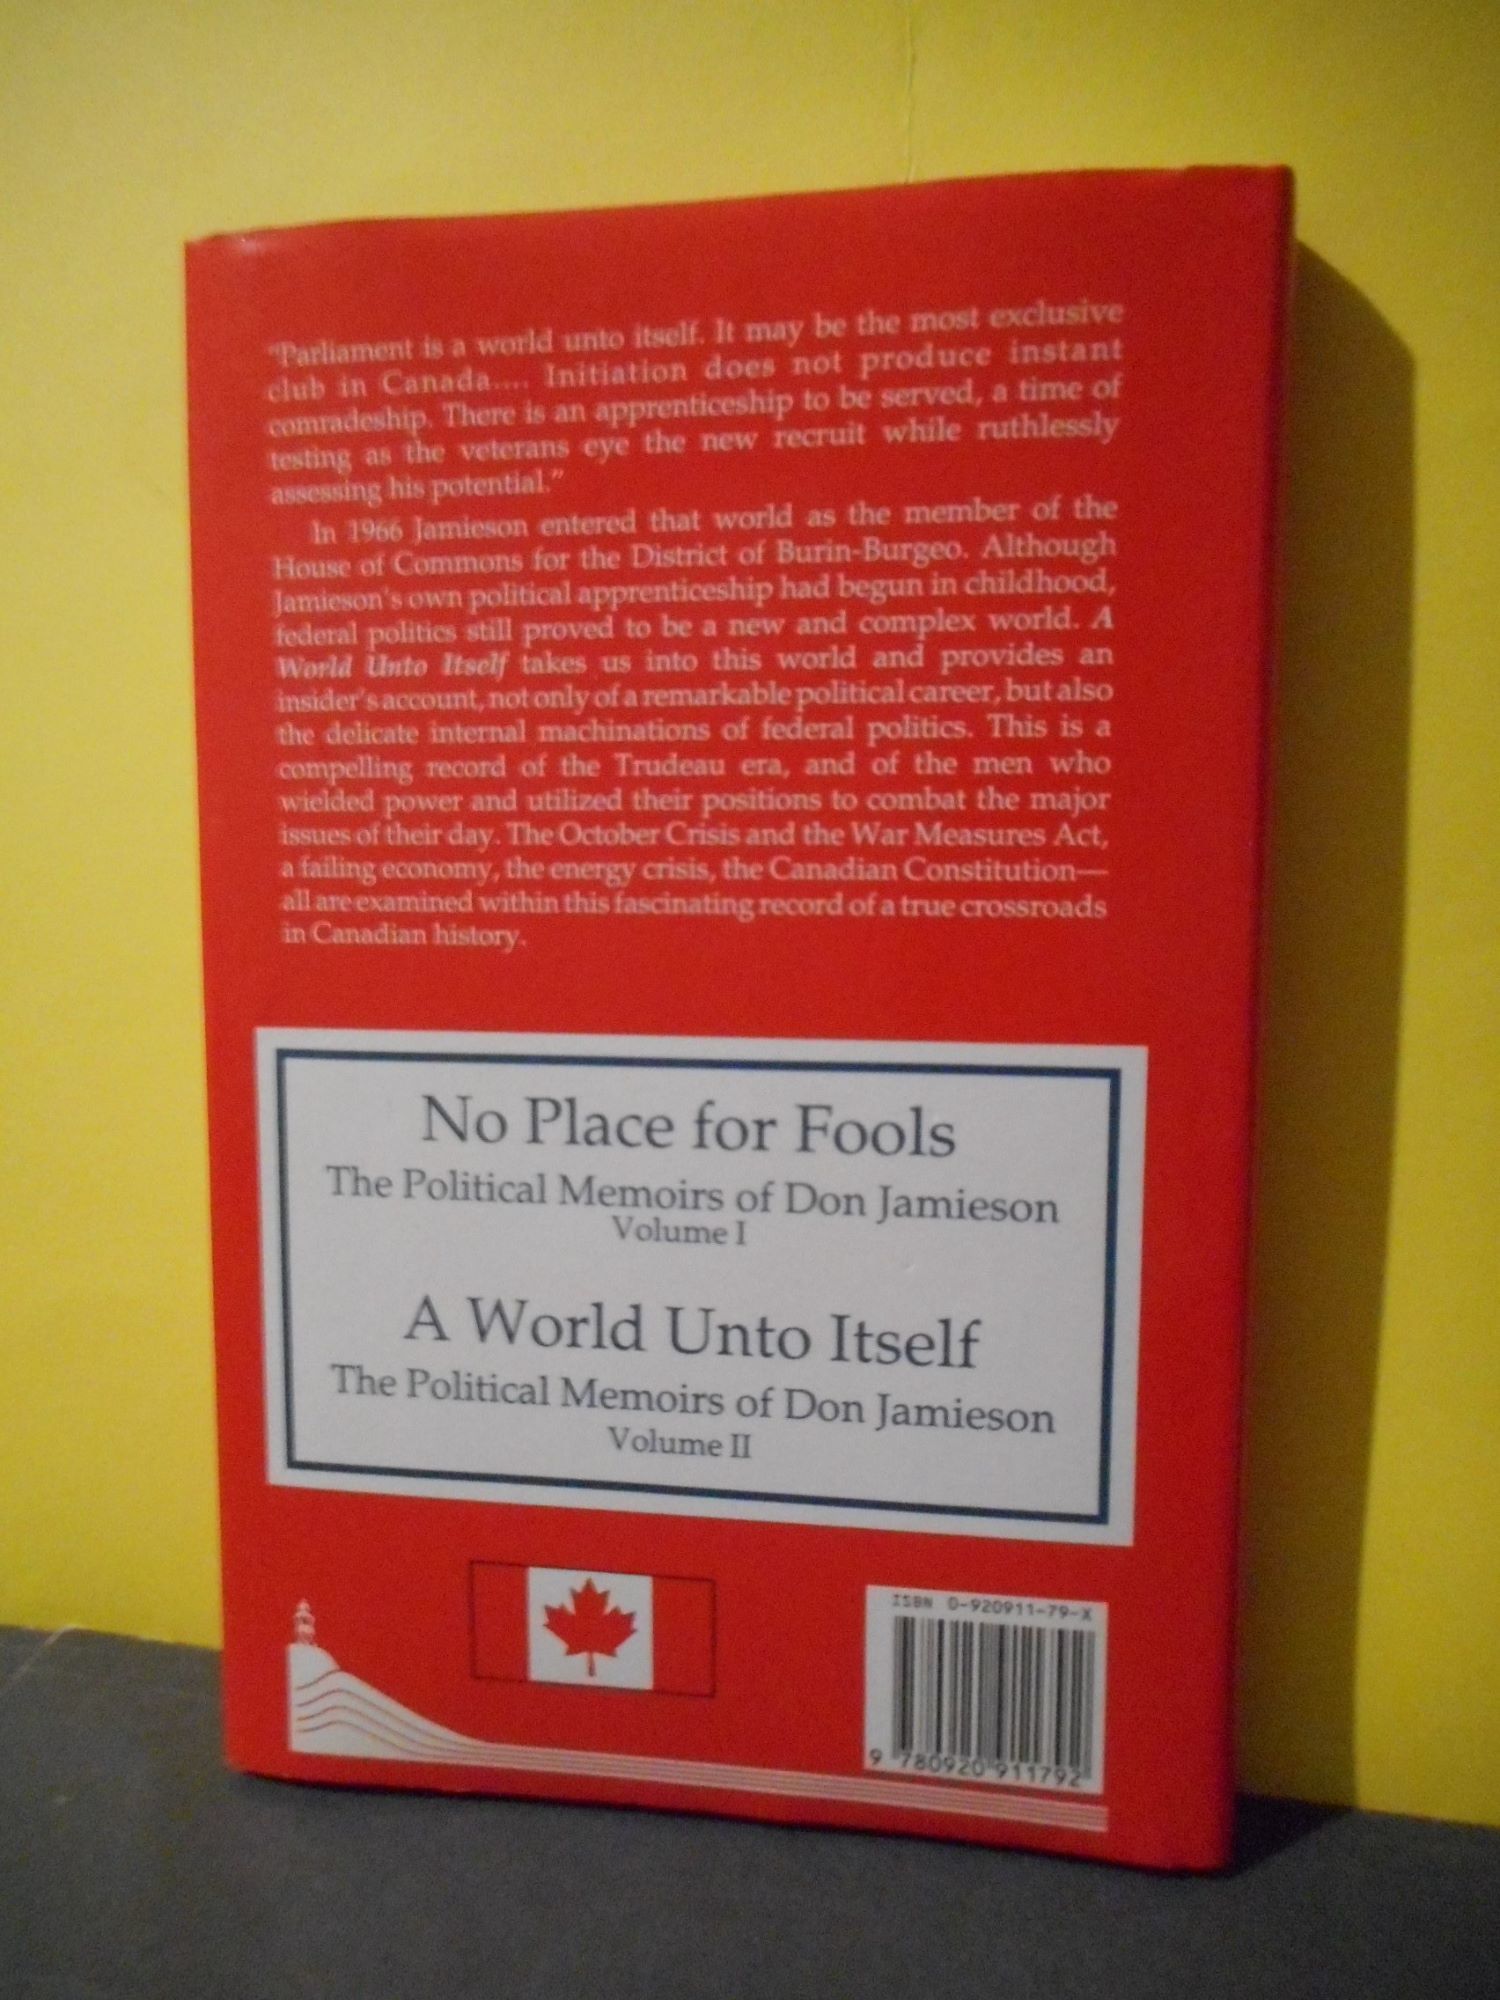 "Parliament is a world unto itself. It may be the most exclusive
club in Canada.... Initiation does not produce instant
comradeship. There is an apprenticeship to be served, a time of
testing as the veterans eye the new recruit while ruthlessly
assessing his potential."
In 1966 Jamieson entered that world as the member of the
House of Commons for the District of Burin-Burgeo. Although
Jamieson's own political apprenticeship had begun in childhood,
federal politics still proved to be a new and complex world. A
World Unto Itself takes us into this world and provides an
insider's account, not only of a remarkable political career, but also
the delicate internal machinations of federal politics. This is a
compelling record of the Trudeau era, and of the men who
wielded power and utilized their positions to combat the major
issues of their day. The October Crisis and the War Measures Act,
a failing economy, the energy crisis, the Canadian Constitution—
all are examined within this fascinating record of a true crossroads
in Canadian history.
No Place for Fools
The Political Memoirs of Don Jamieson
Volume I
A World Unto Itself
The Political Memoirs of Don Jamieson
Volume II
ISBN 0-920911-79-X
9 780920 911792